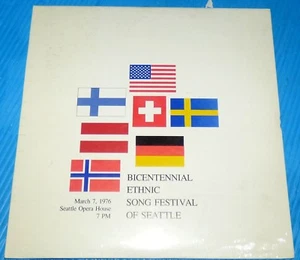 BICENTENNIAL
ETHNIC
SONG FESTIVAL
OF SEATTLE
March 7, 1976
Seattle Opera House
7 PM